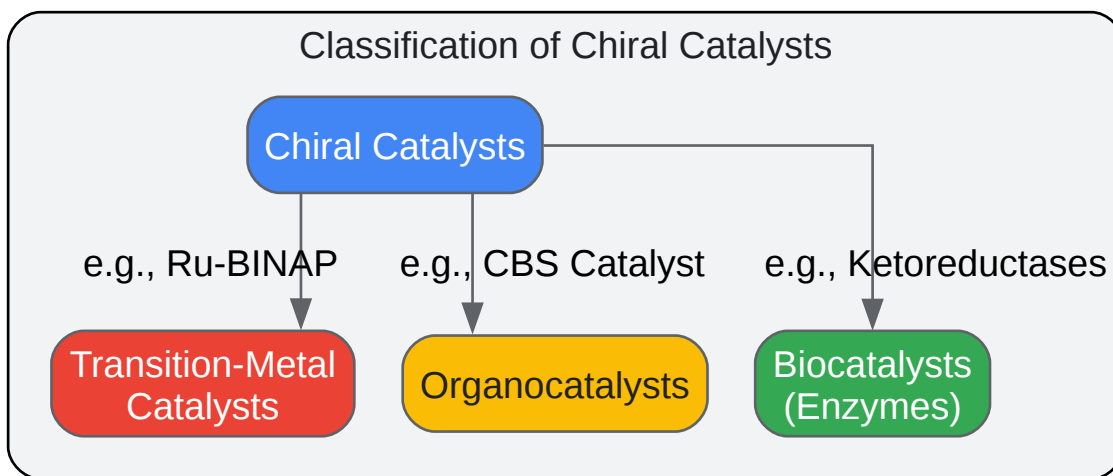 Classification of Chiral Catalysts
Chiral Catalysts
e.g., Ru-BINAP
e.g., CBS Catalyst
e.g., Ketoreductases
Transition-Metal
Catalysts
Organocatalysts
Biocatalysts
(Enzymes)